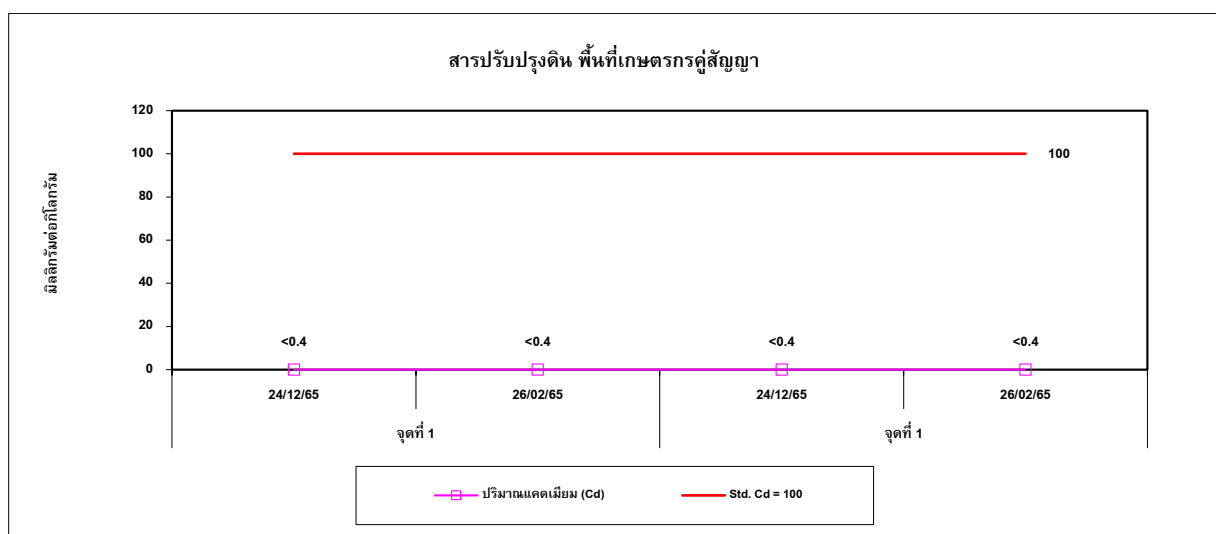 สารปรับปรุงดิน พื้นที่เกษตรกรคู่สัญญา
มิลลิกรัมต่อกิโลกรัม
120
100
80
60
40
20
0
100
<0.4 <0.4 <0.4 <0.4
24/12/65 26/02/65 24/12/65 26/02/65
จุดที่ 1 จุดที่ 1
ปริมาณแคดเมียม (Cd) Std. Cd = 100